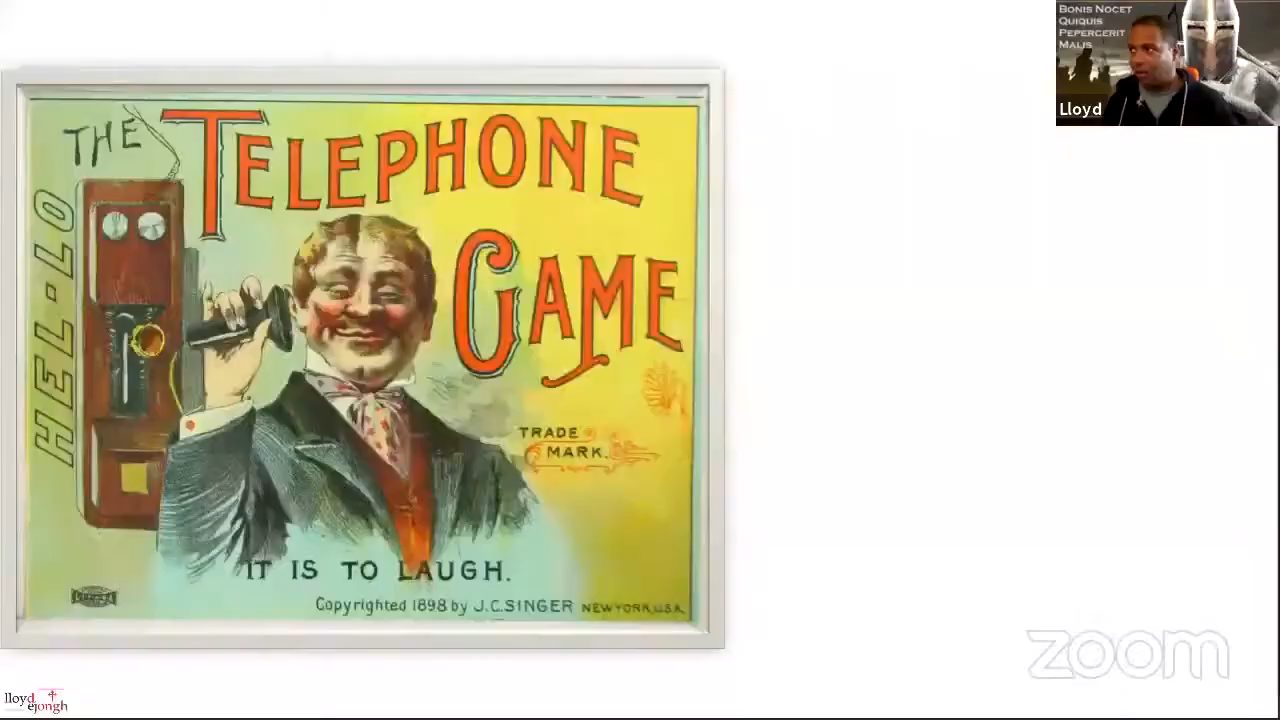 BONIS NOCET
QUIQUIS
PEPERCERIT
MALIS
Lloyd
THE TELEPHONE
GAME
HEL-LO
TRADE
MARK.
IT IS TO LAUGH.
Copyrighted 1898 by J.C.SINGER NEW YORK, U.S.A.
zoom
lloyd
ejongh